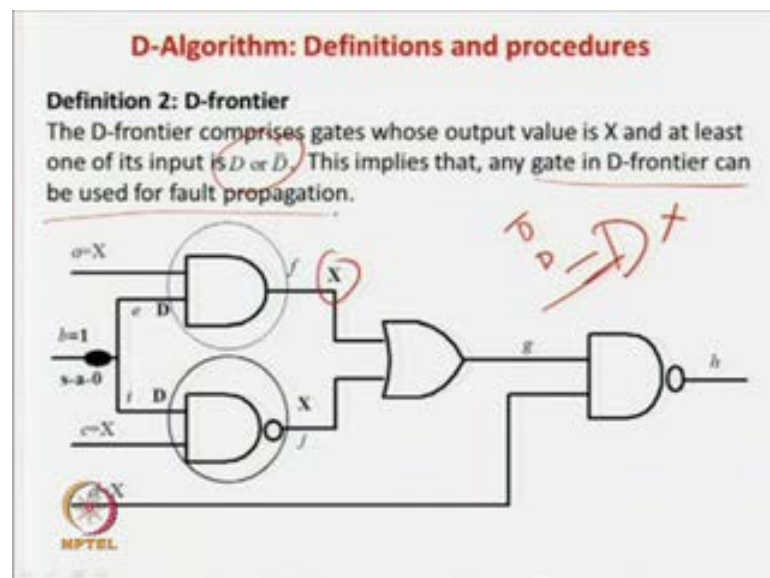 D-Algorithm: Definitions and procedures
Definition 2: D-frontier
The D-frontier comprises gates whose output value is X and at least
one of its input is D or D̄. This implies that, any gate in D-frontier can
be used for fault propagation.
a=X
f
X
D
X
e D
b=1
s-a-0
g
h
i D
X
c=X
j
d=X
NPTEL